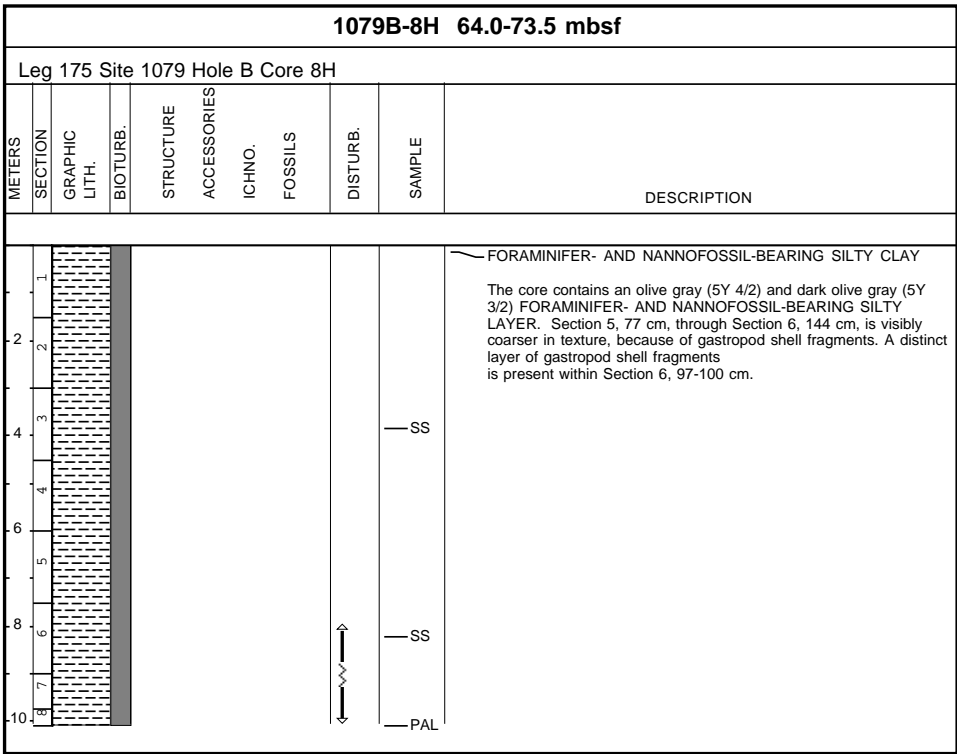 1079B-8H 64.0-73.5 mbsf
Leg 175 Site 1079 Hole B Core 8H
METERS
SECTION
GRAPHIC
LITH.
BIOTURB.
STRUCTURE
ACCESSORIES
ICHNO.
FOSSILS
DISTURB.
SAMPLE
DESCRIPTION
FORAMINIFER- AND NANNOFOSSIL-BEARING SILTY CLAY
The core contains an olive gray (5Y 4/2) and dark olive gray (5Y
3/2) FORAMINIFER- AND NANNOFOSSIL-BEARING SILTY
LAYER. Section 5, 77 cm, through Section 6, 144 cm, is visibly
coarser in texture, because of gastropod shell fragments. A distinct
layer of gastropod shell fragments
is present within Section 6, 97-100 cm.
1
2
2
3
4
SS
4
6
5
8
6
SS
7
10
8
PAL